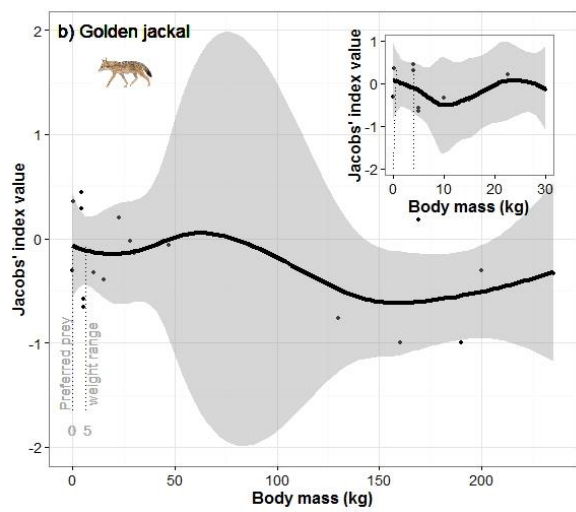 b) Golden jackal
Jacobs' index value
2
1
0
-1
-2
Preferred prey
weight range
0 5
0
50
100
150
200
Body mass (kg)
Jacobs' index value
1
0
-1
-2
0
10
20
30
Body mass (kg)